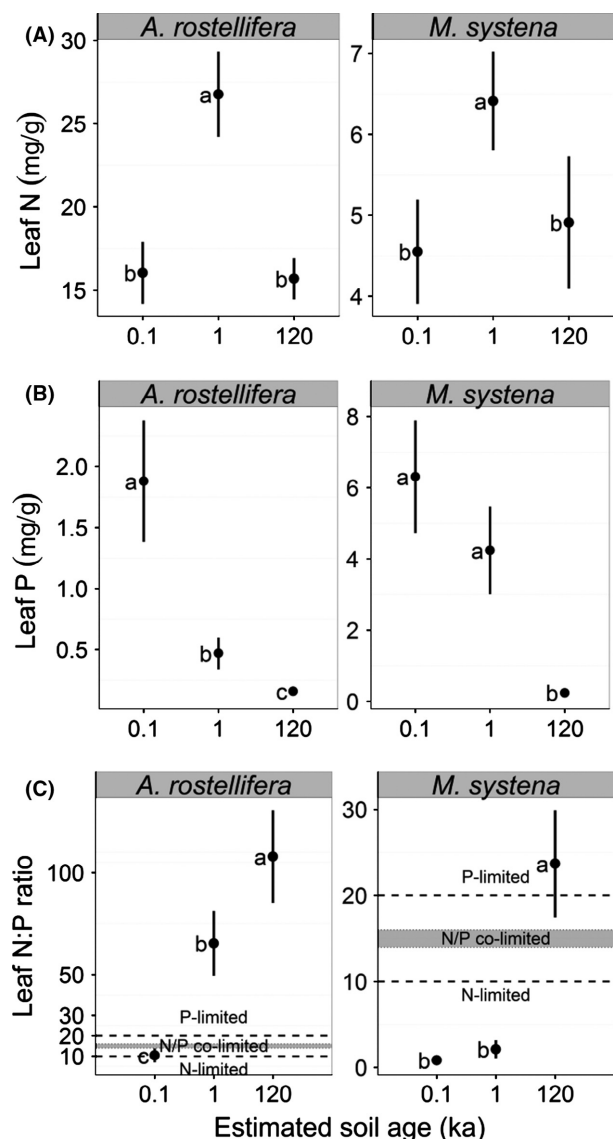 (A)
A. rostellifera
M. systena
Leaf N (mg/g)
30
25
20
15
a
b
b
0.1 1 120
7
6
5
4
a
b
b
0.1 1 120
(B)
A. rostellifera
M. systena
Leaf P (mg/g)
2.0
1.5
1.0
0.5
a
b
c
0.1 1 120
8
6
4
2
0
a
a
b
0.1 1 120
(C)
A. rostellifera
M. systena
Leaf N:P ratio
100
50
30
20
10
a
b
c
P-limited
N/P co-limited
N-limited
0.1 1 120
30
20
10
0
a
P-limited
N/P co-limited
N-limited
b
b
0.1 1 120
Estimated soil age (ka)